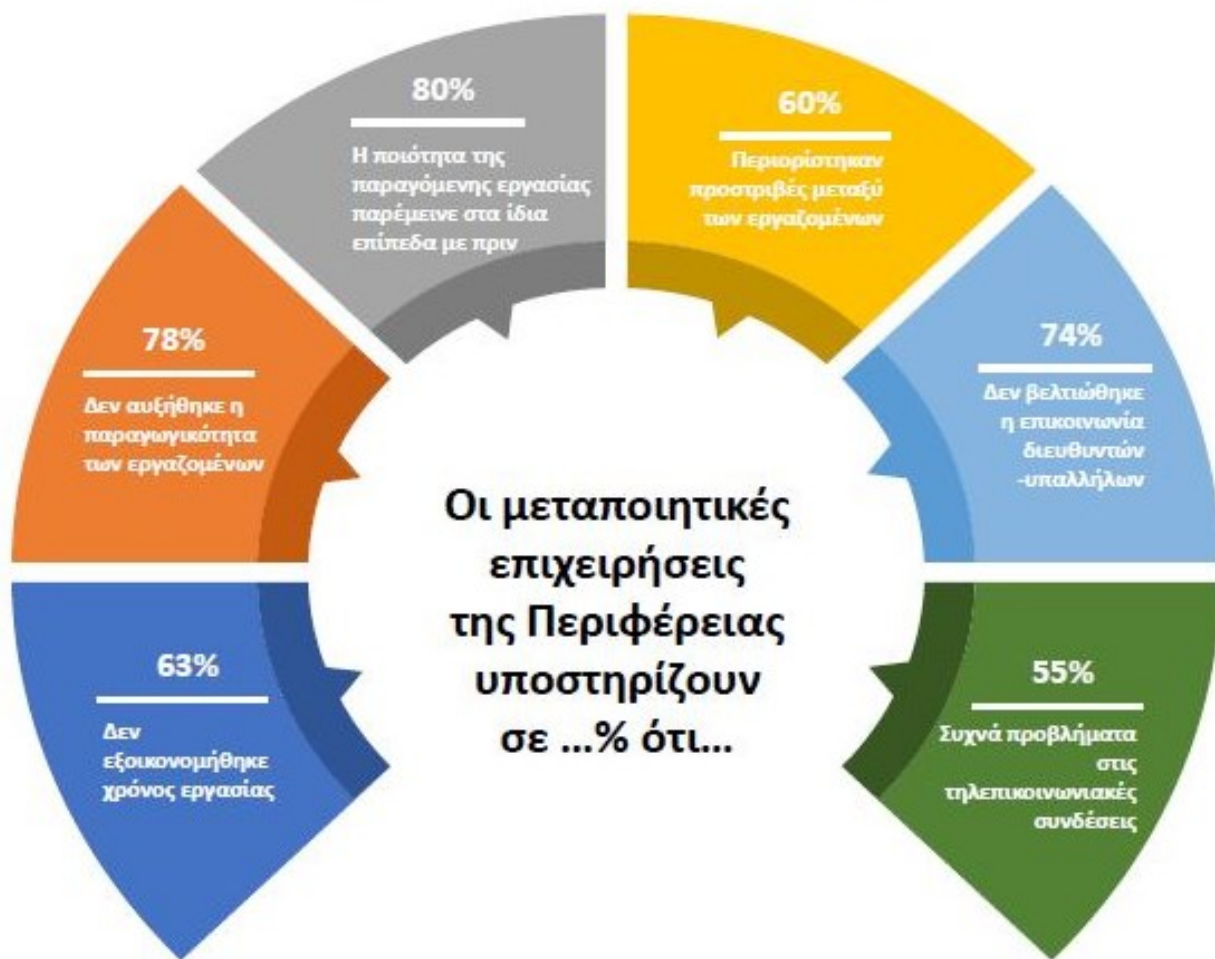 80%
Η ποιότητα της
παραγόμενης εργασίας
παρέμεινε στα ίδια
επίπεδα με πριν
60%
Περιορίστηκαν
προστριβές μεταξύ
των εργαζομένων
78%
Δεν αυξήθηκε η
παραγωγικότητα
των εργαζομένων
74%
Δεν βελτιώθηκε
η επικοινωνία
διευθυντών
-υπαλλήλων
Οι μεταποιητικές
επιχειρήσεις
της Περιφέρειας
υποστηρίζουν
σε ...% ότι...
63%
Δεν
εξοικονομήθηκε
χρόνος εργασίας
55%
Συχνά προβλήματα
στις
τηλεπικοινωνιακές
συνδέσεις